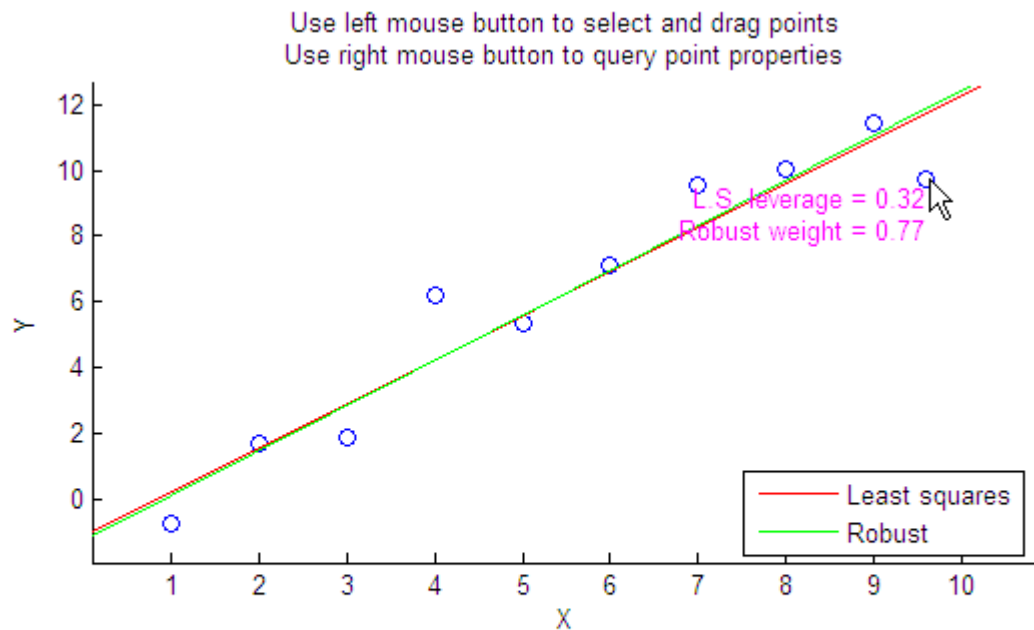 Use left mouse button to select and drag points
Use right mouse button to query point properties
12
10
8
6
4
2
0
Y
L.S. leverage = 0.32
Robust weight = 0.77
Least squares
Robust
1 2 3 4 5 6 7 8 9 10
X